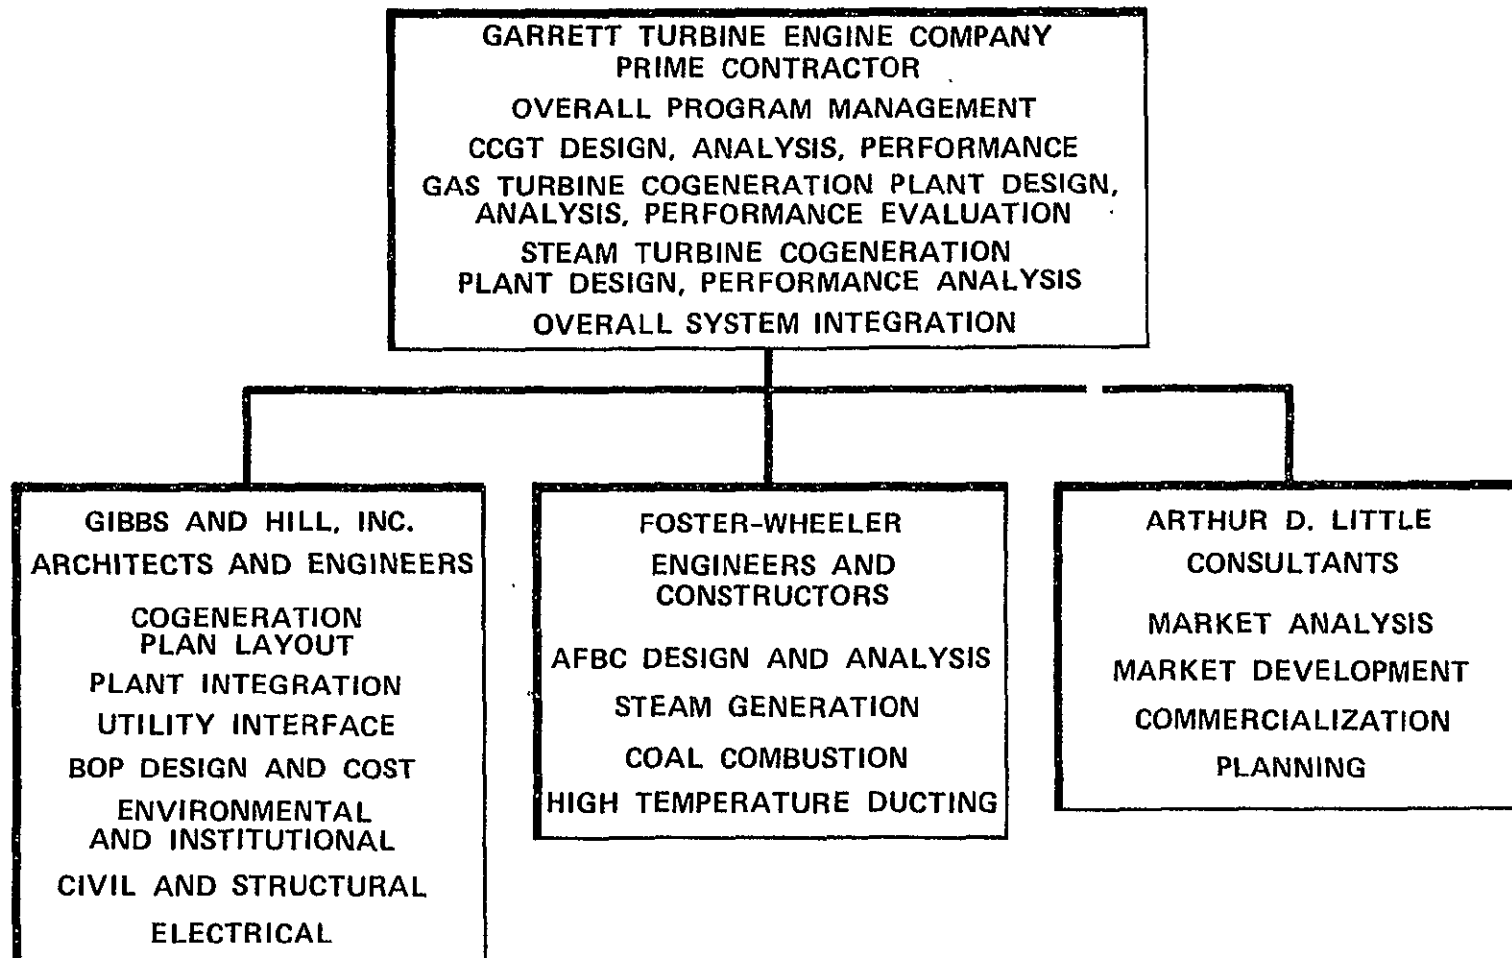 GARRETT TURBINE ENGINE COMPANY
PRIME CONTRACTOR
OVERALL PROGRAM MANAGEMENT
CCGT DESIGN, ANALYSIS, PERFORMANCE
GAS TURBINE COGENERATION PLANT DESIGN,
ANALYSIS, PERFORMANCE EVALUATION
STEAM TURBINE COGENERATION
PLANT DESIGN, PERFORMANCE ANALYSIS
OVERALL SYSTEM INTEGRATION
GIBBS AND HILL, INC.
ARCHITECTS AND ENGINEERS
COGENERATION
PLAN LAYOUT
PLANT INTEGRATION
UTILITY INTERFACE
BOP DESIGN AND COST
ENVIRONMENTAL
AND INSTITUTIONAL
CIVIL AND STRUCTURAL
ELECTRICAL
FOSTER-WHEELER
ENGINEERS AND
CONSTRUCTORS
AFBC DESIGN AND ANALYSIS
STEAM GENERATION
COAL COMBUSTION
HIGH TEMPERATURE DUCTING
ARTHUR D. LITTLE
CONSULTANTS
MARKET ANALYSIS
MARKET DEVELOPMENT
COMMERCIALIZATION
PLANNING